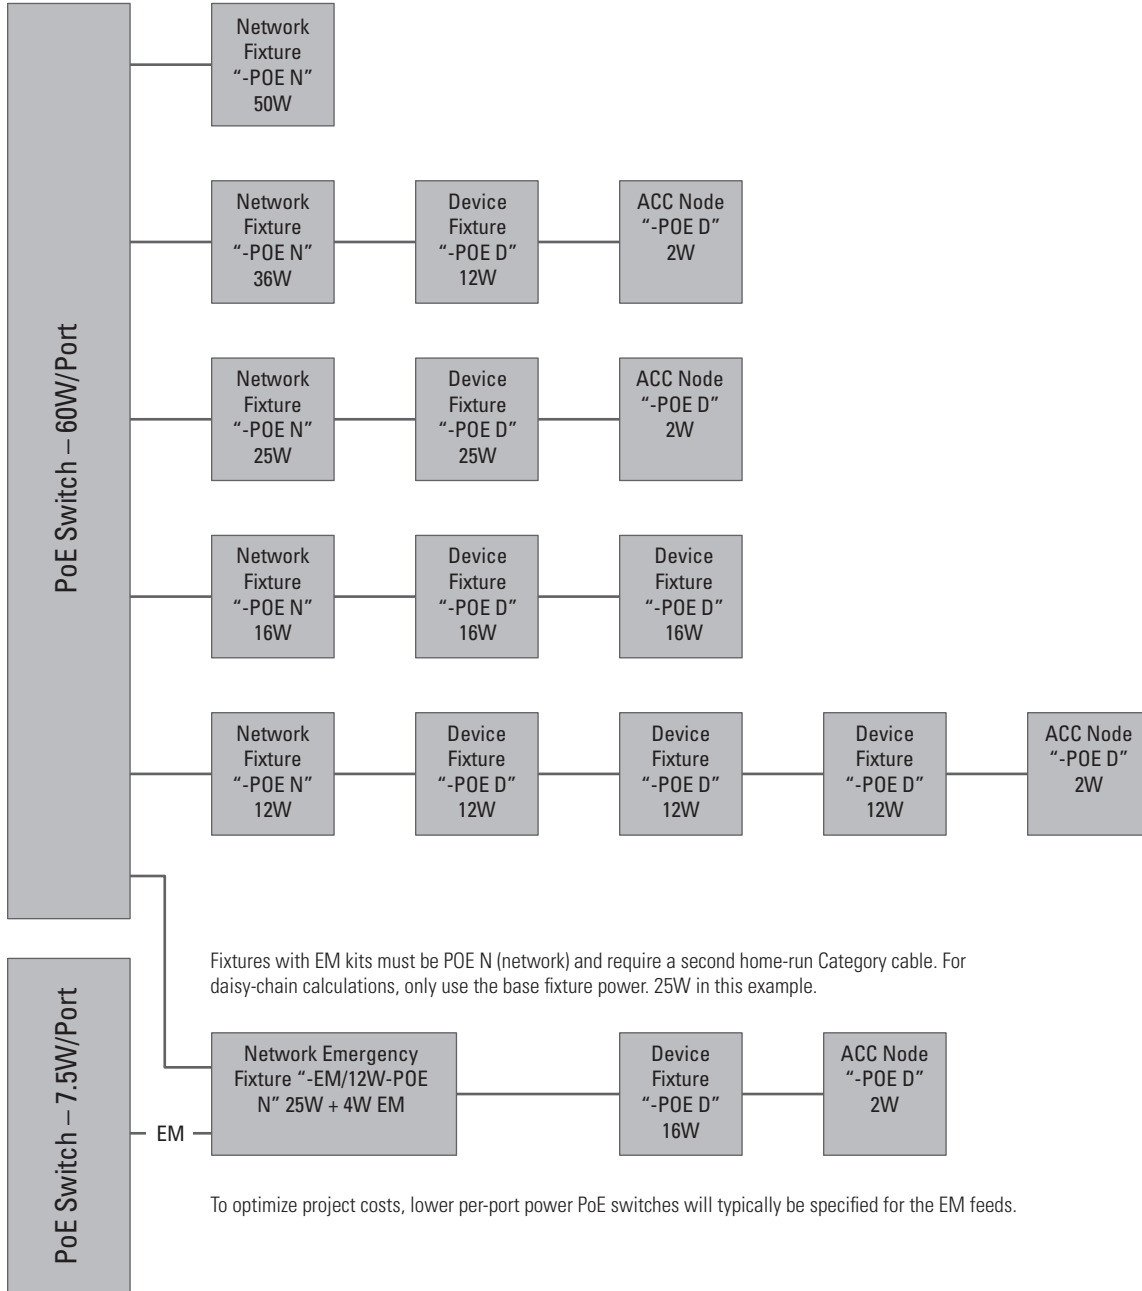 PoE Switch – 60W/Port
Network
Fixture
“-POE N”
50W
Network
Fixture
“-POE N”
36W
Device
Fixture
“-POE D”
12W
ACC Node
“-POE D”
2W
Network
Fixture
“-POE N”
25W
Device
Fixture
“-POE D”
25W
ACC Node
“-POE D”
2W
Network
Fixture
“-POE N”
16W
Device
Fixture
“-POE D”
16W
Device
Fixture
“-POE D”
16W
Network
Fixture
“-POE N”
12W
Device
Fixture
“-POE D”
12W
Device
Fixture
“-POE D”
12W
Device
Fixture
“-POE D”
12W
ACC Node
“-POE D”
2W
Fixtures with EM kits must be POE N (network) and require a second home-run Category cable. For
daisy-chain calculations, only use the base fixture power. 25W in this example.
PoE Switch – 7.5W/Port
EM
Network Emergency
Fixture “-EM/12W-POE
N” 25W + 4W EM
Device
Fixture
“-POE D”
16W
ACC Node
“-POE D”
2W
To optimize project costs, lower per-port power PoE switches will typically be specified for the EM feeds.